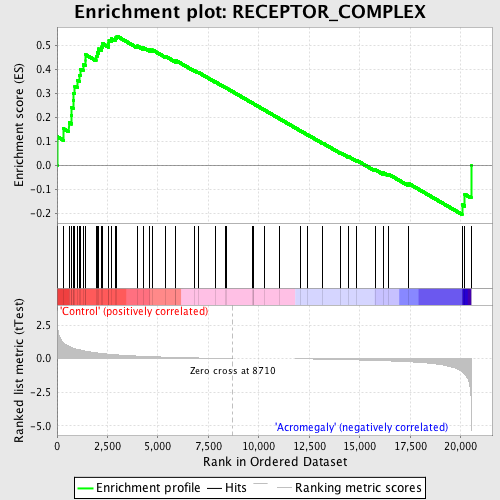 Enrichment plot: RECEPTOR_COMPLEX
Enrichment score (ES)
0.5
0.4
0.3
0.2
0.1
0.0
-0.1
-0.2
'Control' (positively correlated)
Ranked list metric (tTest)
2.5
0.0
-2.5
-5.0
Zero cross at 8710
'Acromegaly' (negatively correlated)
0 2,500 5,000 7,500 10,000 12,500 15,000 17,500 20,000
Rank in Ordered Dataset
Enrichment profile Hits Ranking metric scores